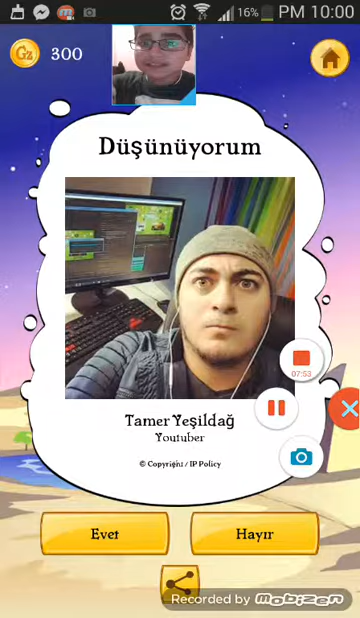 16% PM 10:00
Gz 300
Düşünüyorum
07:53
Tamer Yeşildağ
Youtuber
© Copyright / IP Policy
Evet Hayır
Recorded by mobizen